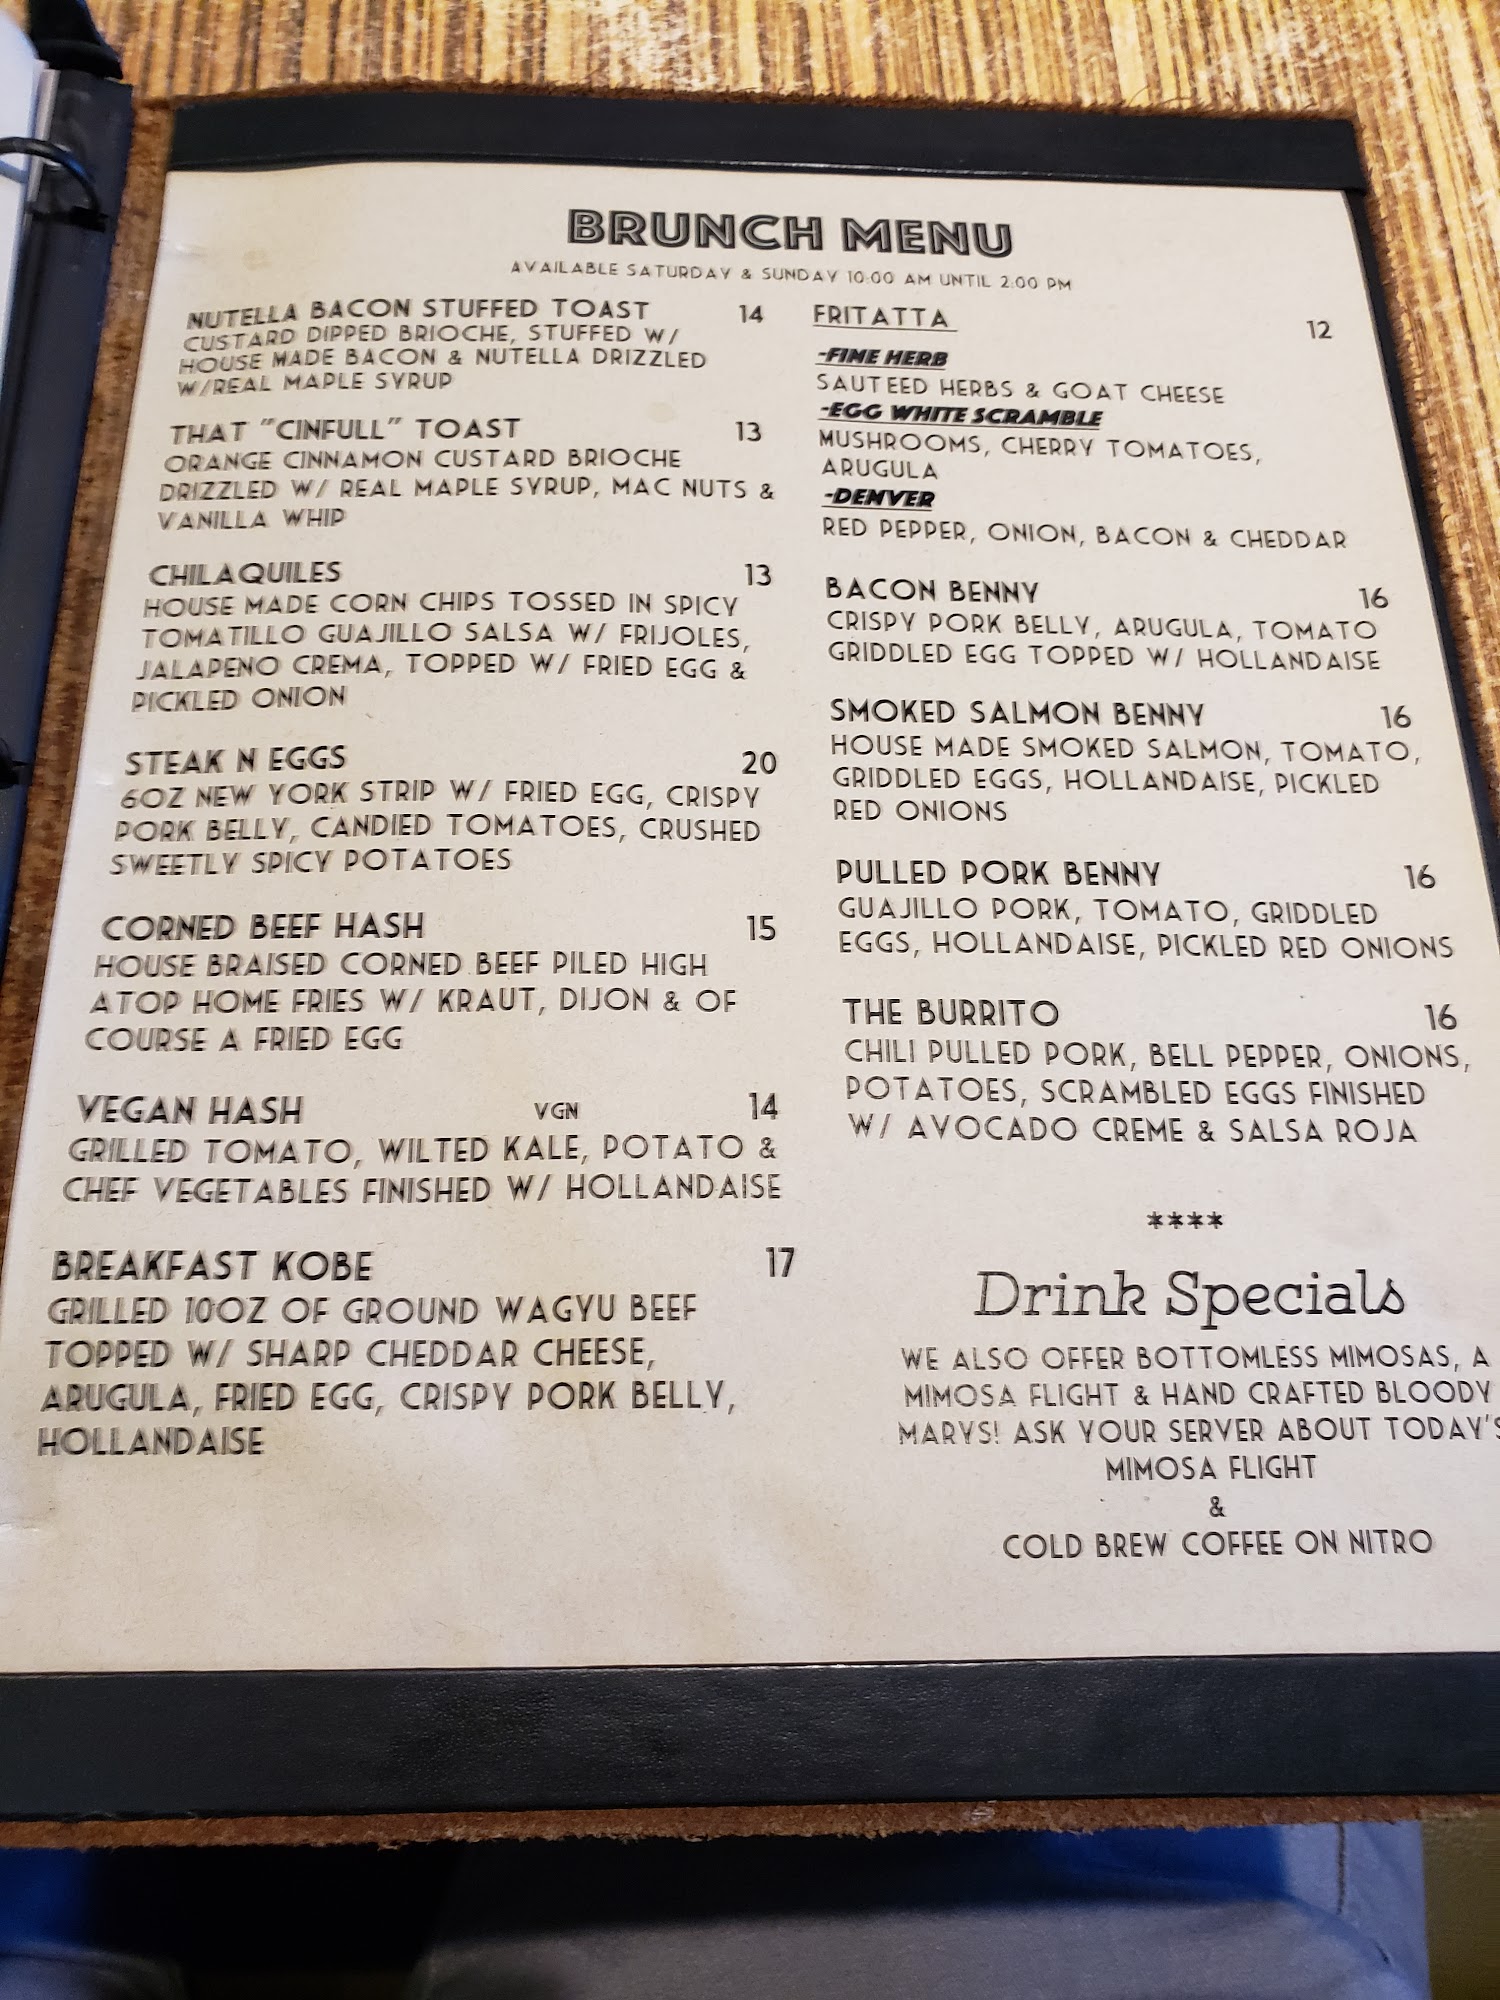 BRUNCH MENU
AVAILABLE SATURDAY & SUNDAY 10:00 AM UNTIL 2:00 PM
NUTELLA BACON STUFFED TOAST 14
CUSTARD DIPPED BRIOCHE, STUFFED W/
HOUSE MADE BACON & NUTELLA DRIZZLED
W/REAL MAPLE SYRUP
THAT "CINFULL" TOAST 13
ORANGE CINNAMON CUSTARD BRIOCHE
DRIZZLED W/ REAL MAPLE SYRUP, MAC NUTS &
VANILLA WHIP
CHILAQUILES 13
HOUSE MADE CORN CHIPS TOSSED IN SPICY
TOMATILLO GUAJILLO SALSA W/ FRIJOLES,
JALAPENO CREMA, TOPPED W/ FRIED EGG &
PICKLED ONION
STEAK N EGGS 20
6OZ NEW YORK STRIP W/ FRIED EGG, CRISPY
PORK BELLY, CANDIED TOMATOES, CRUSHED
SWEETLY SPICY POTATOES
CORNED BEEF HASH 15
HOUSE BRAISED CORNED BEEF PILED HIGH
ATOP HOME FRIES W/ KRAUT, DIJON & OF
COURSE A FRIED EGG
VEGAN HASH VGN 14
GRILLED TOMATO, WILTED KALE, POTATO &
CHEF VEGETABLES FINISHED W/ HOLLANDAISE
BREAKFAST KOBE 17
GRILLED 10OZ OF GROUND WAGYU BEEF
TOPPED W/ SHARP CHEDDAR CHEESE,
ARUGULA, FRIED EGG, CRISPY PORK BELLY,
HOLLANDAISE
FRITATTA 12
-FINE HERB
SAUTEED HERBS & GOAT CHEESE
-EGG WHITE SCRAMBLE
MUSHROOMS, CHERRY TOMATOES,
ARUGULA
-DENVER
RED PEPPER, ONION, BACON & CHEDDAR
BACON BENNY 16
CRISPY PORK BELLY, ARUGULA, TOMATO
GRIDDLED EGG TOPPED W/ HOLLANDAISE
SMOKED SALMON BENNY 16
HOUSE MADE SMOKED SALMON, TOMATO,
GRIDDLED EGGS, HOLLANDAISE, PICKLED
RED ONIONS
PULLED PORK BENNY 16
GUAJILLO PORK, TOMATO, GRIDDLED
EGGS, HOLLANDAISE, PICKLED RED ONIONS
THE BURRITO 16
CHILI PULLED PORK, BELL PEPPER, ONIONS,
POTATOES, SCRAMBLED EGGS FINISHED
W/ AVOCADO CREME & SALSA ROJA
****
Drink Specials
WE ALSO OFFER BOTTOMLESS MIMOSAS, A
MIMOSA FLIGHT & HAND CRAFTED BLOODY
MARYS! ASK YOUR SERVER ABOUT TODAY'S
MIMOSA FLIGHT
&
COLD BREW COFFEE ON NITRO